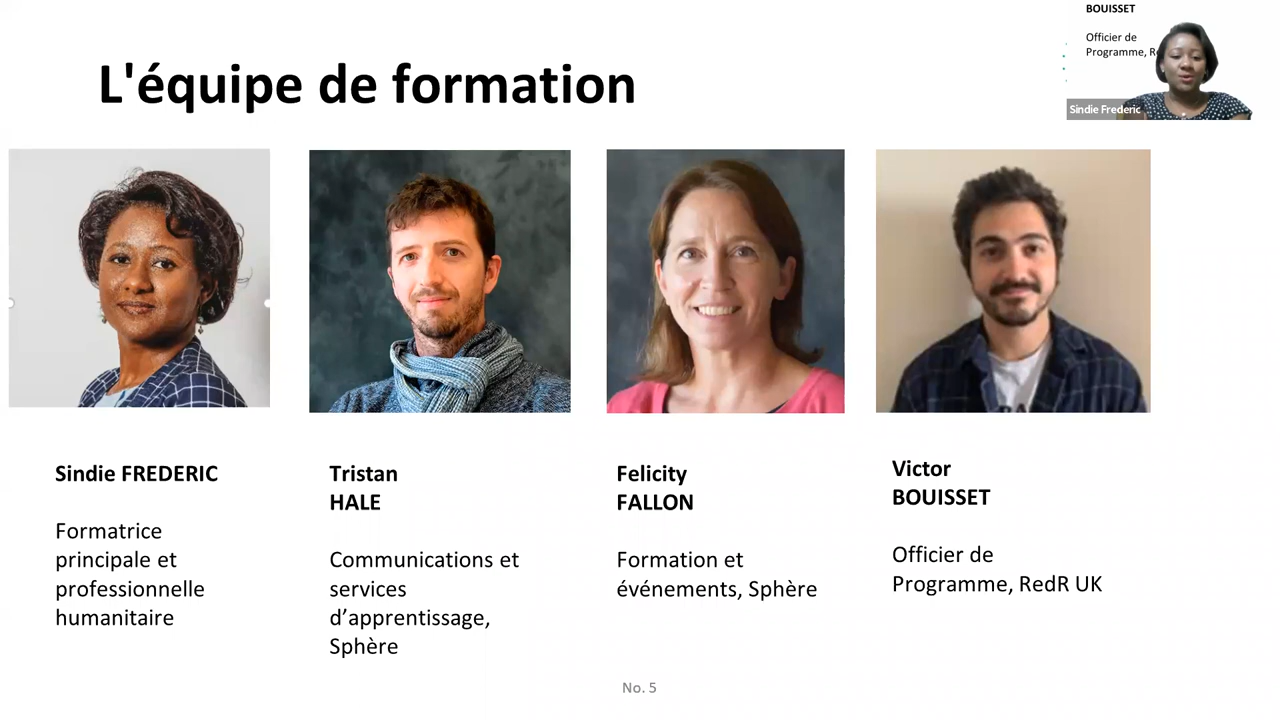 BOUISSET
Officier de
Programme, R
Sindie Frederic
L'équipe de formation
Sindie FREDERIC
Formatrice
principale et
professionnelle
humanitaire
Tristan
HALE
Communications et
services
d’apprentissage,
Sphère
Felicity
FALLON
Formation et
événements, Sphère
Victor
BOUISSET
Officier de
Programme, RedR UK
No. 5